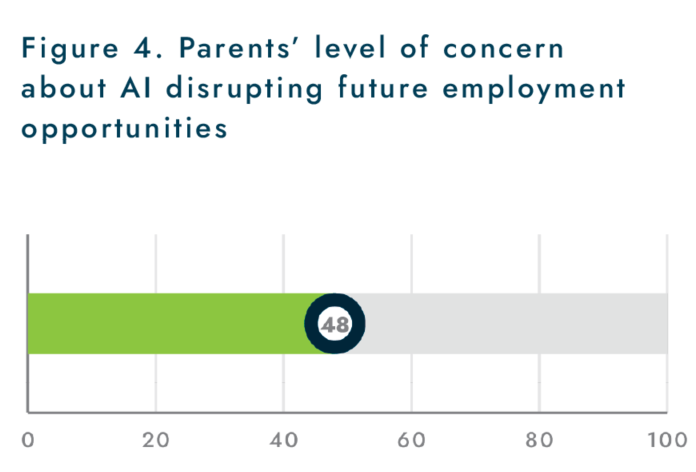 Figure 4. Parents’ level of concern
about AI disrupting future employment
opportunities
48
0 20 40 60 80 100